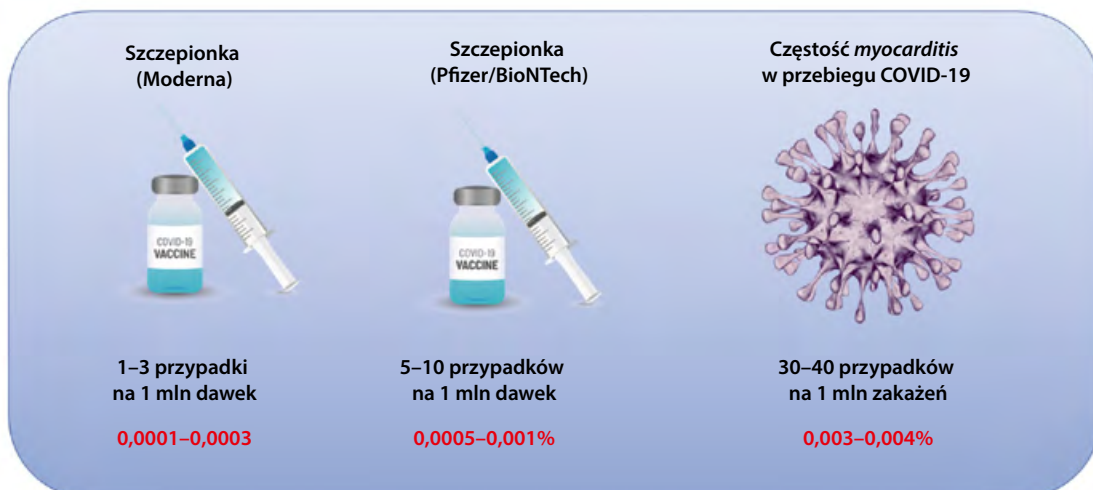 Szczepionka
(Moderna)
Szczepionka
(Pfizer/BioNTech)
Częstość myocarditis
w przebiegu COVID-19
COVID-19
VACCINE
COVID-19
VACCINE
1–3 przypadki
na 1 mln dawek
0,0001–0,0003
5–10 przypadków
na 1 mln dawek
0,0005–0,001%
30–40 przypadków
na 1 mln zakażeń
0,003–0,004%